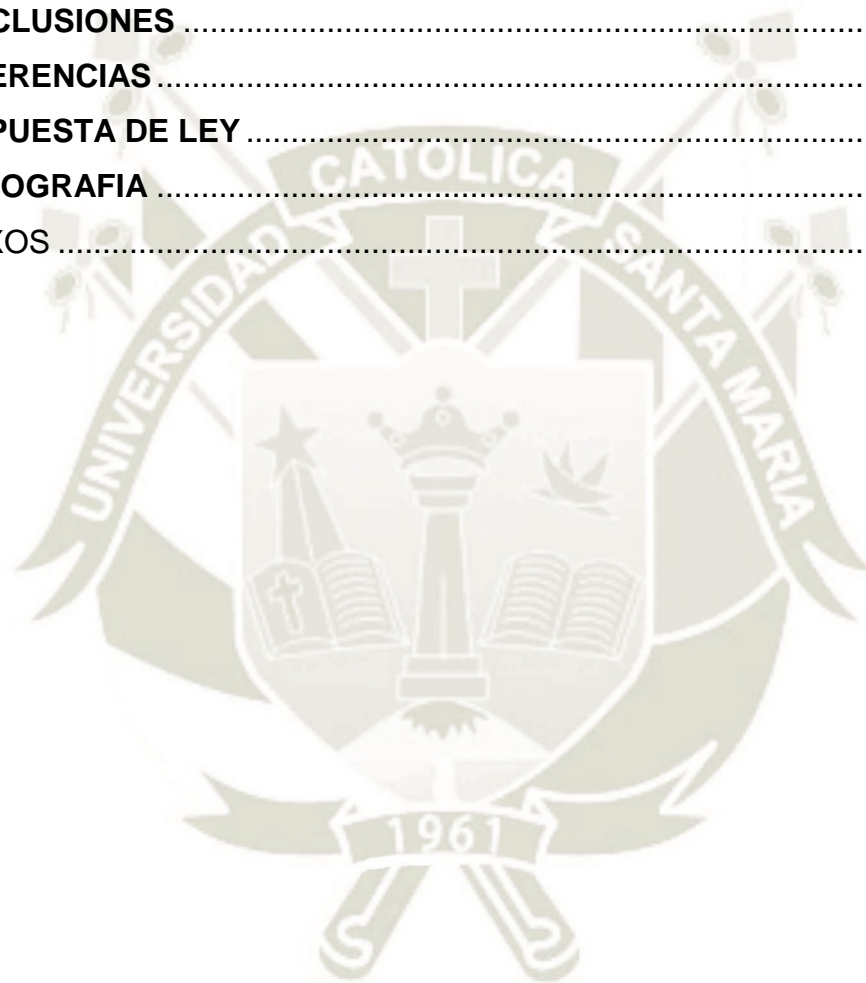 CLUSIONES ........................................................................
ERENCIAS ........................................................................
PUESTA DE LEY ........................................................................
OGRAFIA ........................................................................
XOS ........................................................................
CATOLICA
UNIVERSIDAD
SANTA MARIA
1961